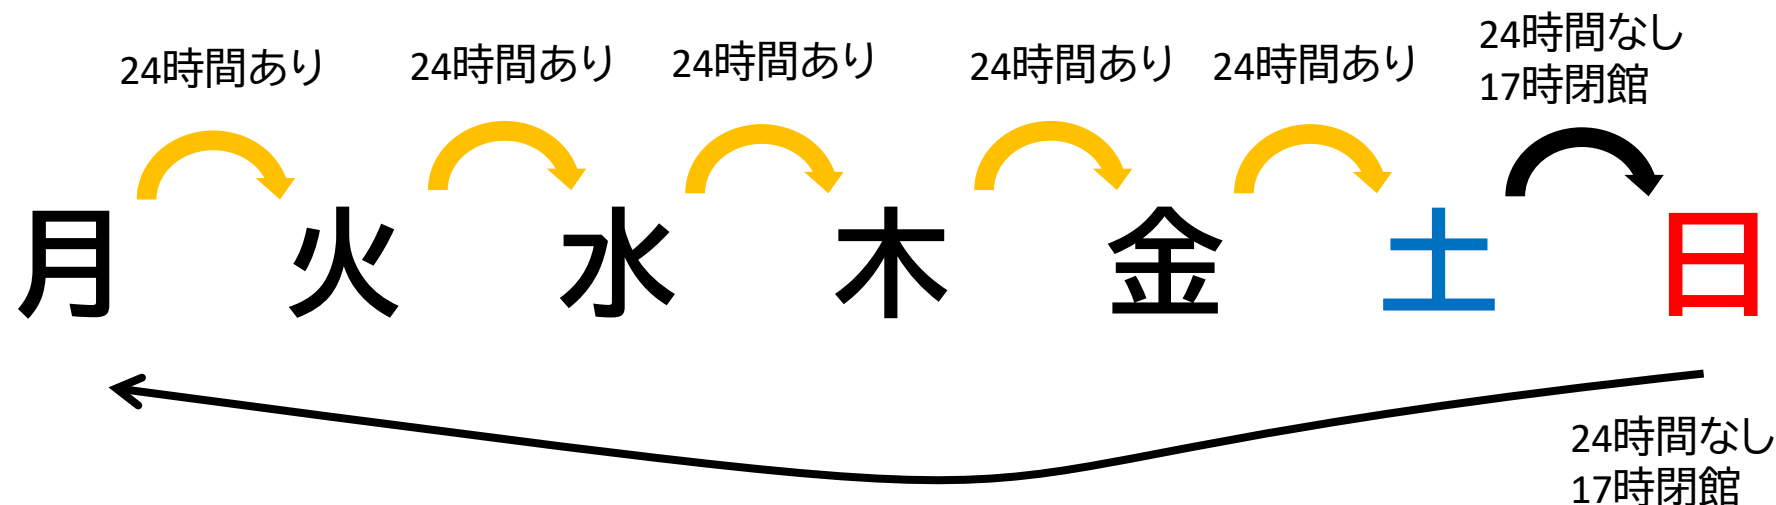 24時間あり
24時間あり
24時間あり
24時間あり
24時間あり
24時間なし
17時閉館
月
火
水
木
金
土
日
24時間なし
17時閉館